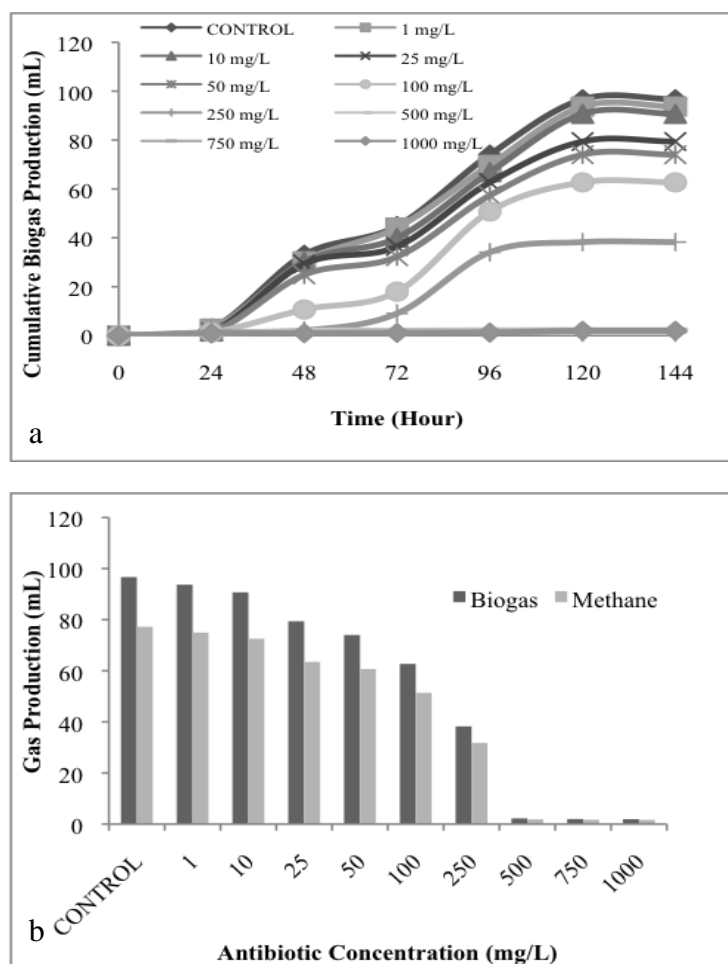 120
100
80
60
40
20
0
Cumulative Biogas Production (mL)
CONTROL 1 mg/L
10 mg/L 25 mg/L
50 mg/L 100 mg/L
250 mg/L 500 mg/L
750 mg/L 1000 mg/L
0 24 48 72 96 120 144
Time (Hour)
a
120
100
80
60
40
20
0
Gas Production (mL)
Biogas Methane
CONTROL 1 10 25 50 100 250 500 750 1000
Antibiotic Concentration (mg/L)
b